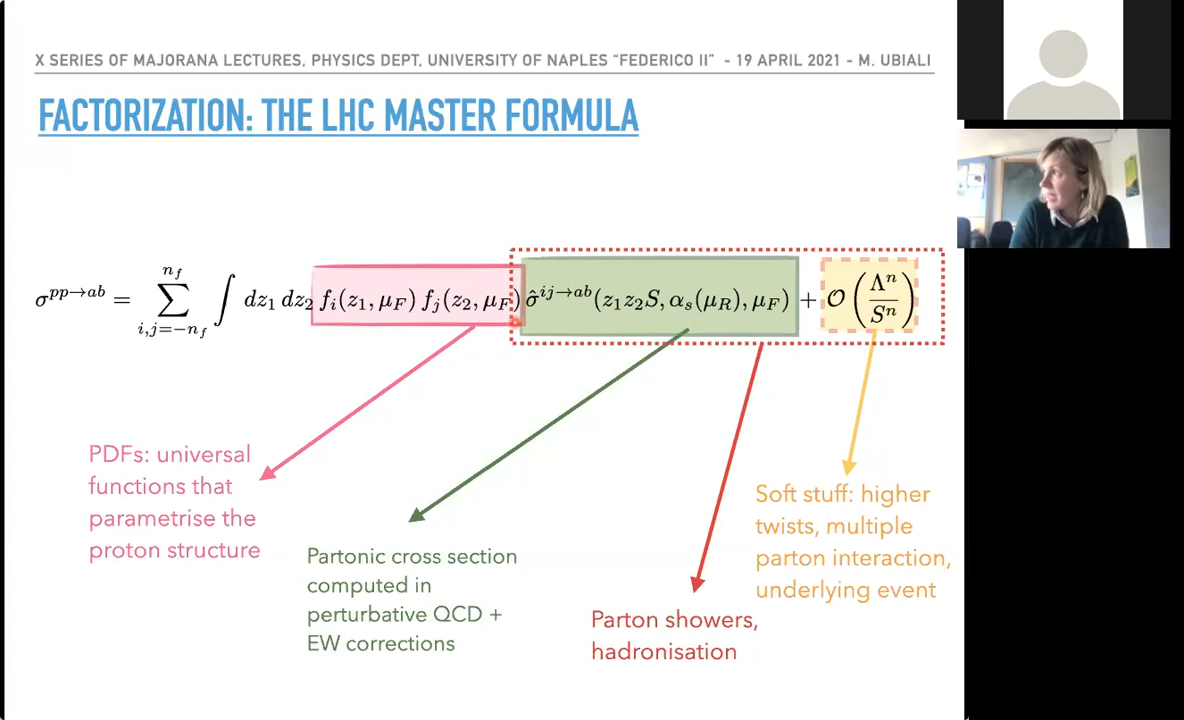 X SERIES OF MAJORANA LECTURES, PHYSICS DEPT, UNIVERSITY OF NAPLES “FEDERICO II” - 19 APRIL 2021 - M. UBIALI
FACTORIZATION: THE LHC MASTER FORMULA
σ^{pp→ab} = \sum_{i,j=-n_f}^{n_f} ∫ dz_1 dz_2 f_i(z_1, μ_F) f_j(z_2, μ_F) \hat{σ}^{ij→ab}(z_1 z_2 S, α_s(μ_R), μ_F) + O(Λ^n / S^n)
PDFs: universal
functions that
parametrise the
proton structure
Partonic cross section
computed in
perturbative QCD +
EW corrections
Parton showers,
hadronisation
Soft stuff: higher
twists, multiple
parton interaction,
underlying event